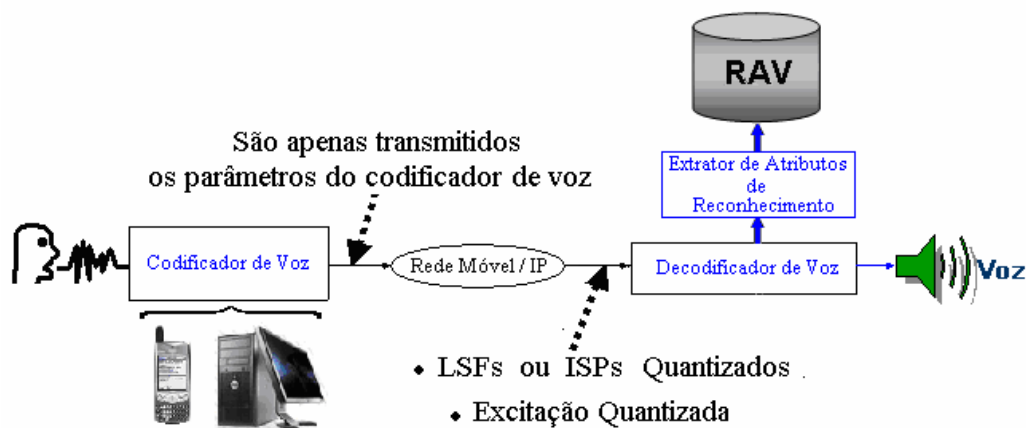 RAV
São apenas transmitidos
os parâmetros do codificador de voz
Extrator de Atributos
de
Reconhecimento
Codificador de Voz
Rede Móvel / IP
Decodificador de Voz
Voz
• LSFs ou ISPs Quantizados
• Excitação Quantizada